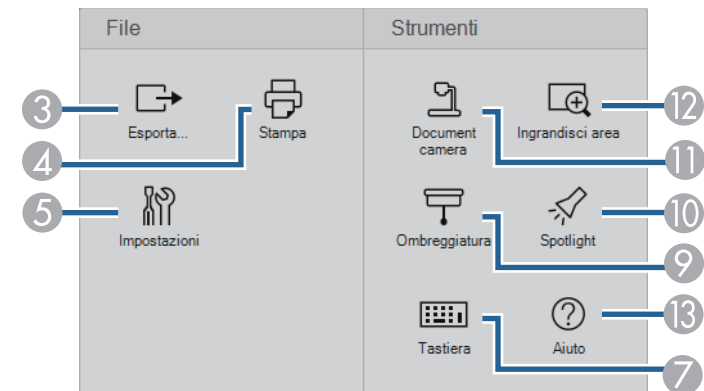 File
Strumenti
3
Esporta...
4
Stampa
Document
camera
11
Ingrandisci area
12
5
Impostazioni
Ombreggiatura
9
Spotlight
10
Tastiera
7
Aiuto
13